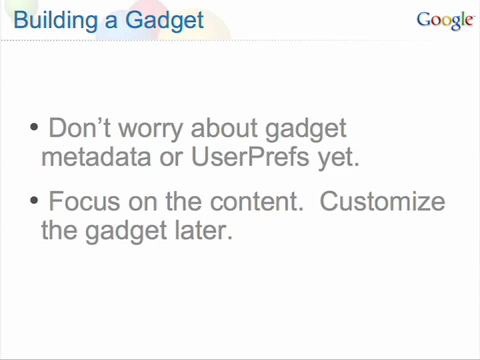 Building a Gadget
Google
• Don't worry about gadget
metadata or UserPrefs yet.
• Focus on the content.  Customize
the gadget later.